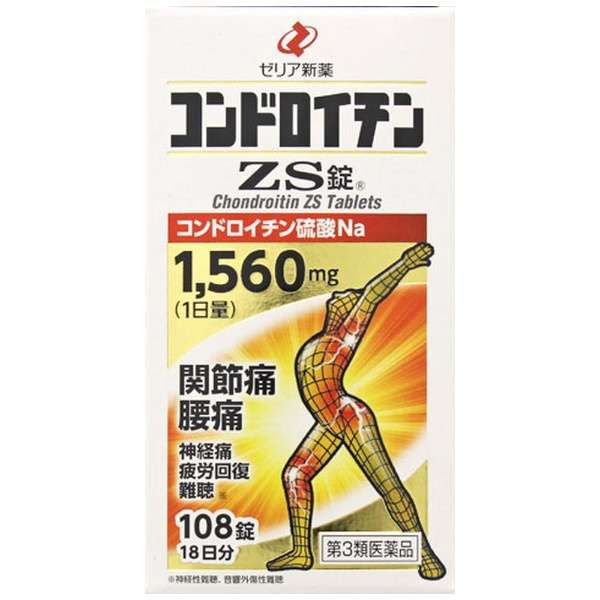 ゼリア新薬
コンドロイチン
ZS錠®
Chondroitin ZS Tablets
コンドロイチン硫酸Na
1,560mg
(1日量)
関節痛
腰痛
神経痛
疲労回復
難聴※
108錠
18日分
第3類医薬品
※神経性難聴、音響外傷性難聴